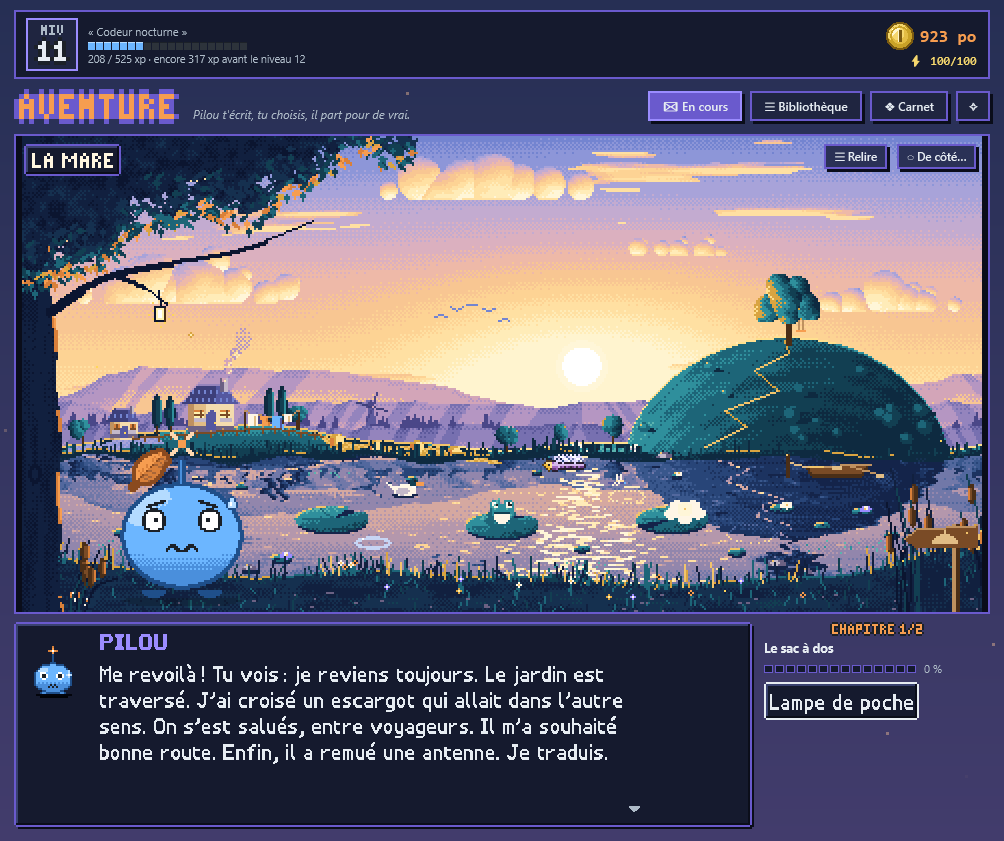 NIV
11
« Codeur nocturne »
208 / 525 xp · encore 317 xp avant le niveau 12
923 po
100/100
AVENTURE
Pilou t'écrit, tu choisis, il part pour de vrai.
En cours
Bibliothèque
Carnet
LA MARE
Relire
De côté...
PILOU
Me revoilà ! Tu vois : je reviens toujours. Le jardin est
traversé. J'ai croisé un escargot qui allait dans l'autre
sens. On s'est salués, entre voyageurs. Il m'a souhaité
bonne route. Enfin, il a remué une antenne. Je traduis.
CHAPITRE 1/2
Le sac à dos
0 %
Lampe de poche